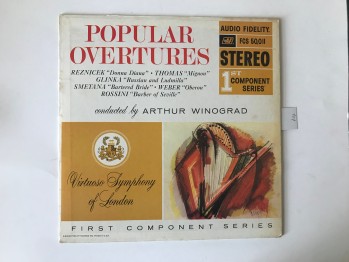 POPULAR
OVERTURES
REZNICEK "Donna Diana" • THOMAS "Mignon"
GLINKA "Russlan and Ludmilla"
SMETANA "Bartered Bride" • WEBER "Oberon"
ROSSINI "Barber of Seville"
conducted by ARTHUR WINOGRAD
AUDIO FIDELITY
FCS 50,011
STEREO
1ST COMPONENT
SERIES
Virtuoso Symphony
of London
FIRST COMPONENT SERIES